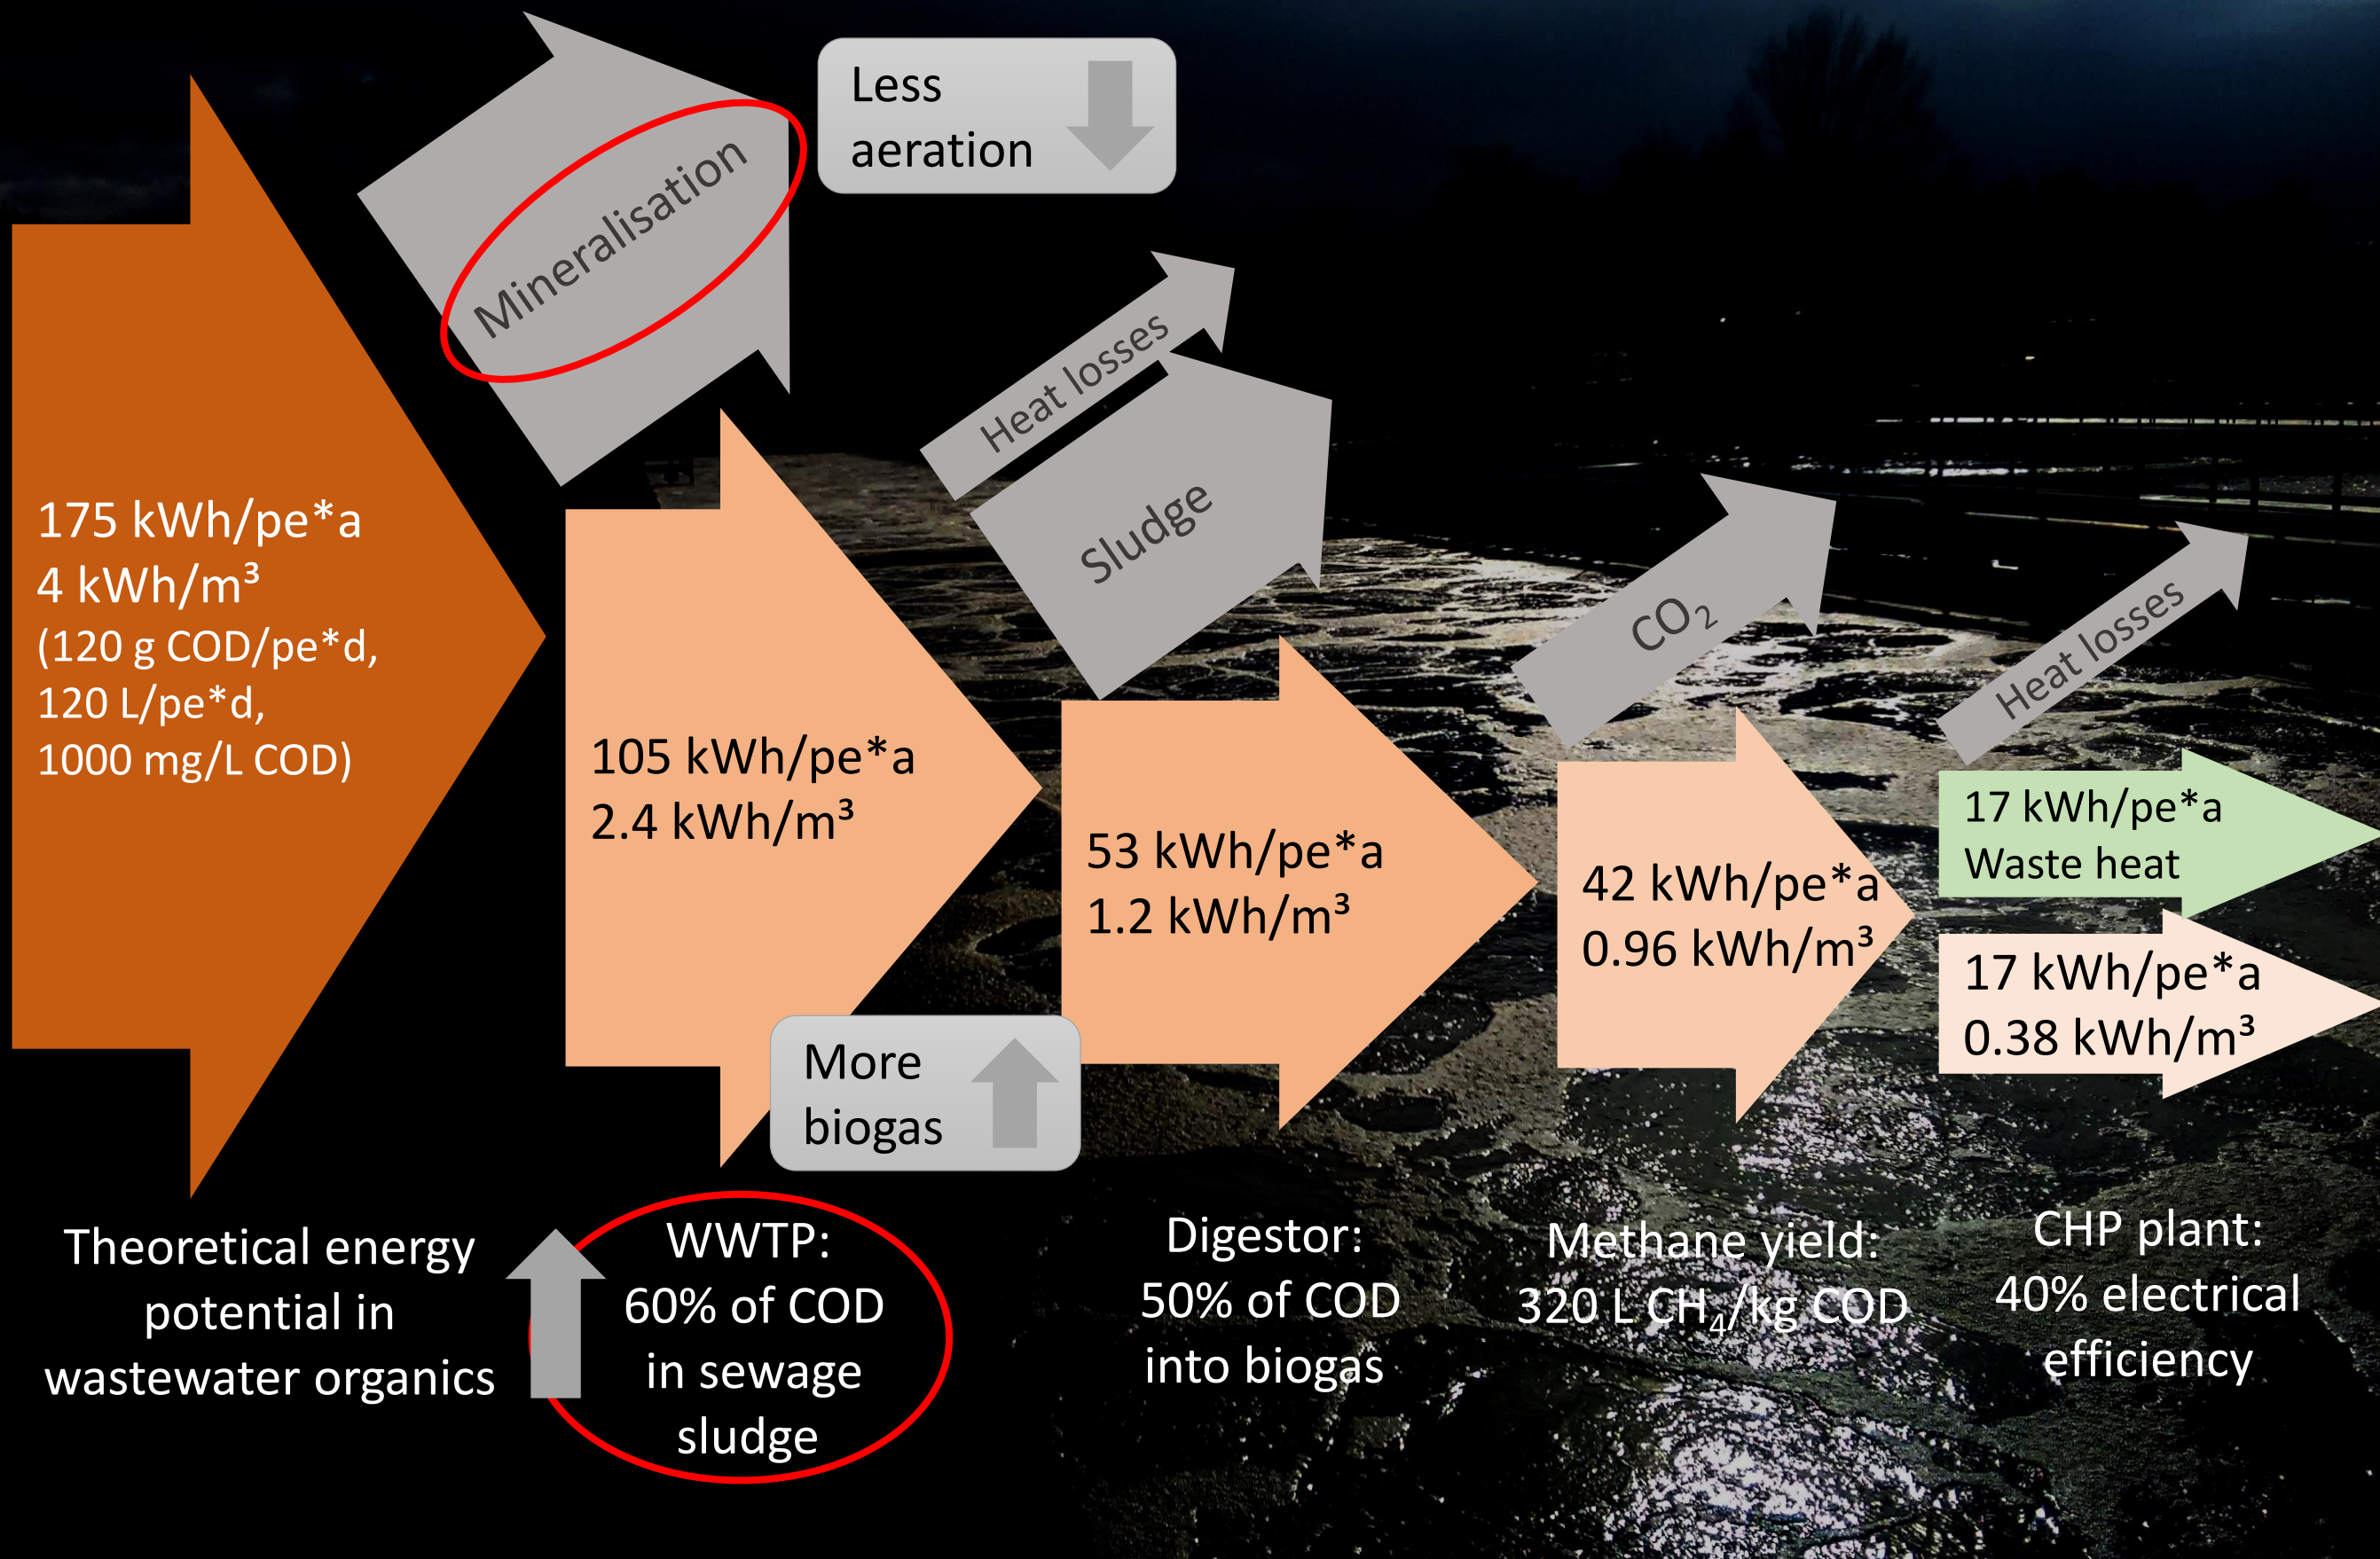 Less
aeration
Mineralisation
Heat losses
Sludge
CO₂
Heat losses
175 kWh/pe*a
4 kWh/m³
(120 g COD/pe*d,
120 L/pe*d,
1000 mg/L COD)
105 kWh/pe*a
2.4 kWh/m³
53 kWh/pe*a
1.2 kWh/m³
42 kWh/pe*a
0.96 kWh/m³
17 kWh/pe*a
Waste heat
17 kWh/pe*a
0.38 kWh/m³
More
biogas
Theoretical energy
potential in
wastewater organics
WWTP:
60% of COD
in sewage
sludge
Digestor:
50% of COD
into biogas
Methane yield:
320 L CH₄/kg COD
CHP plant:
40% electrical
efficiency